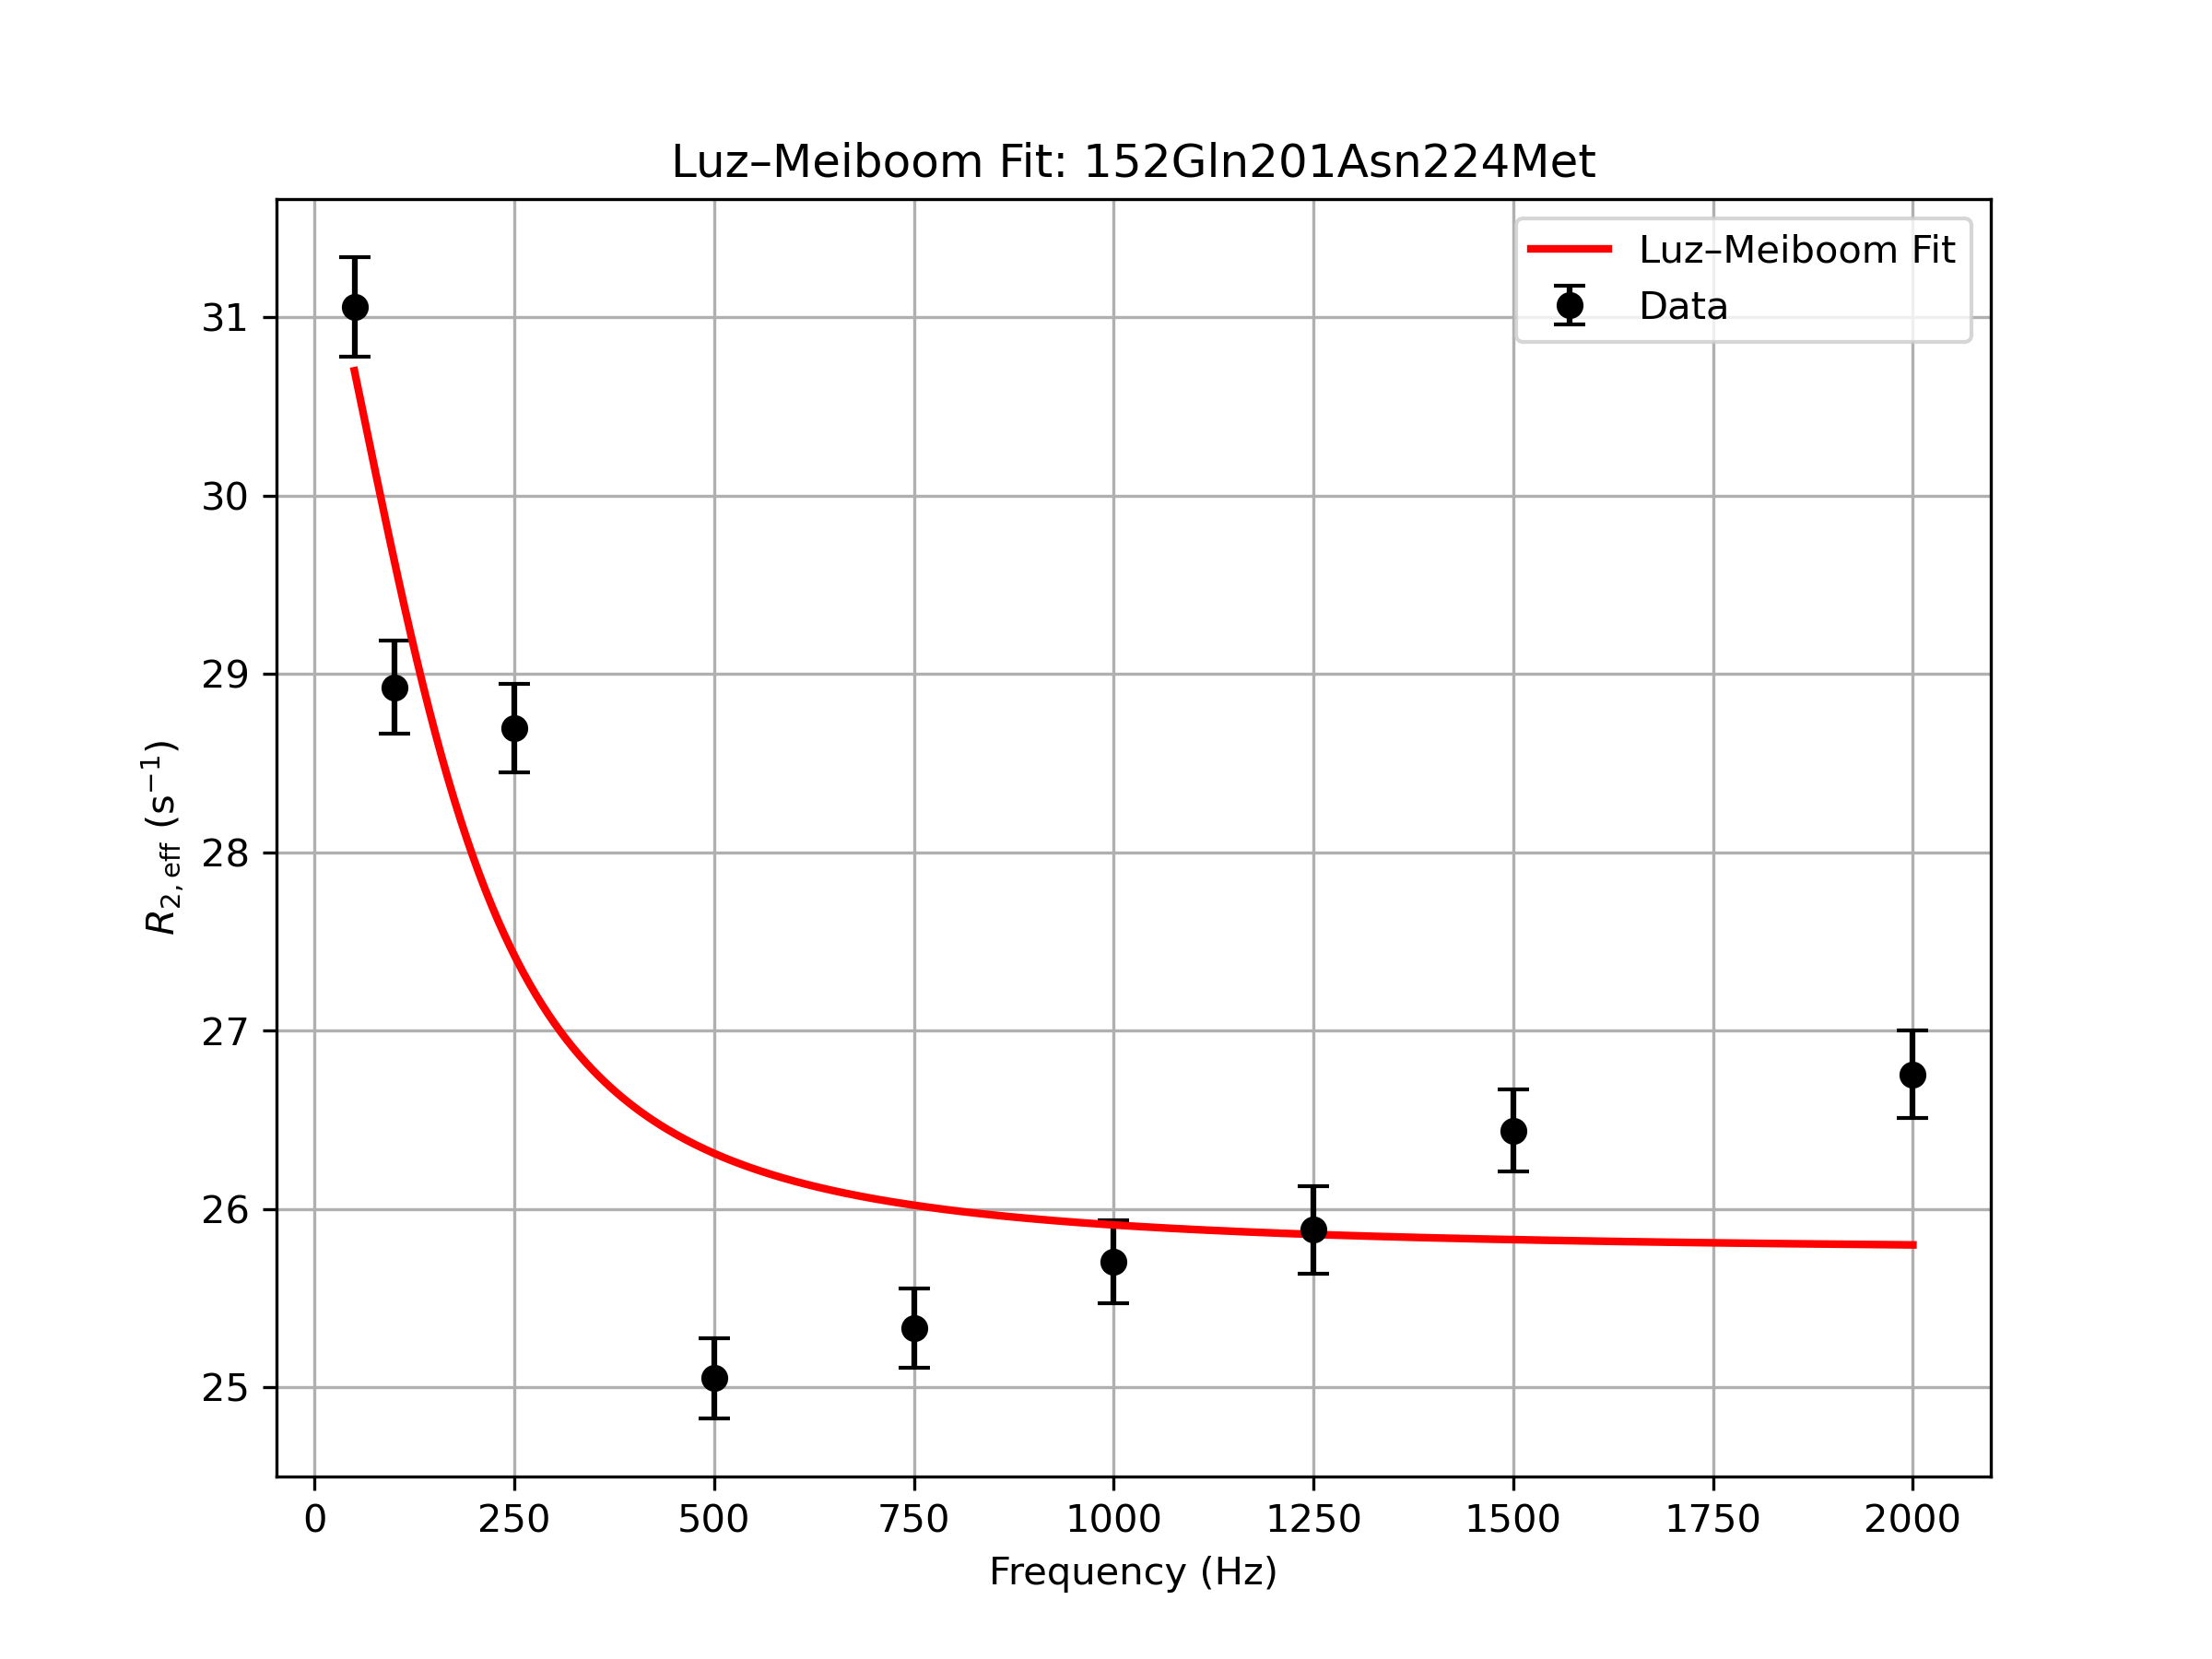 Luz–Meiboom Fit: 152Gln201Asn224Met
Luz–Meiboom Fit
Data
31
30
29
28
27
26
25
R2, eff (s−1)
0 250 500 750 1000 1250 1500 1750 2000
Frequency (Hz)